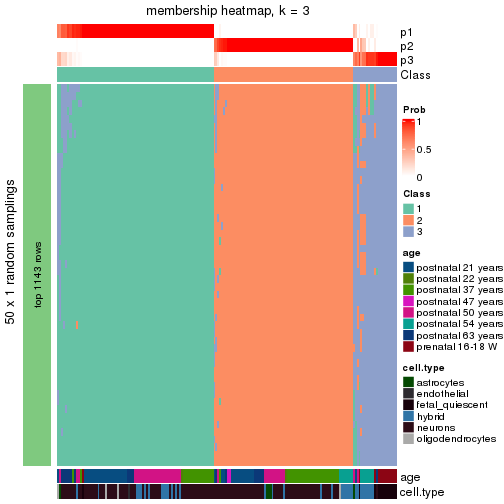 membership heatmap, k = 3
p1
p2
p3
Class
50 x 1 random samplings
top 1143 rows
age
cell.type
Prob
1
0.5
0
Class
1
2
3
age
postnatal 21 years
postnatal 22 years
postnatal 37 years
postnatal 47 years
postnatal 50 years
postnatal 54 years
postnatal 63 years
prenatal 16-18 W
cell.type
astrocytes
endothelial
fetal_quiescent
hybrid
neurons
oligodendrocytes